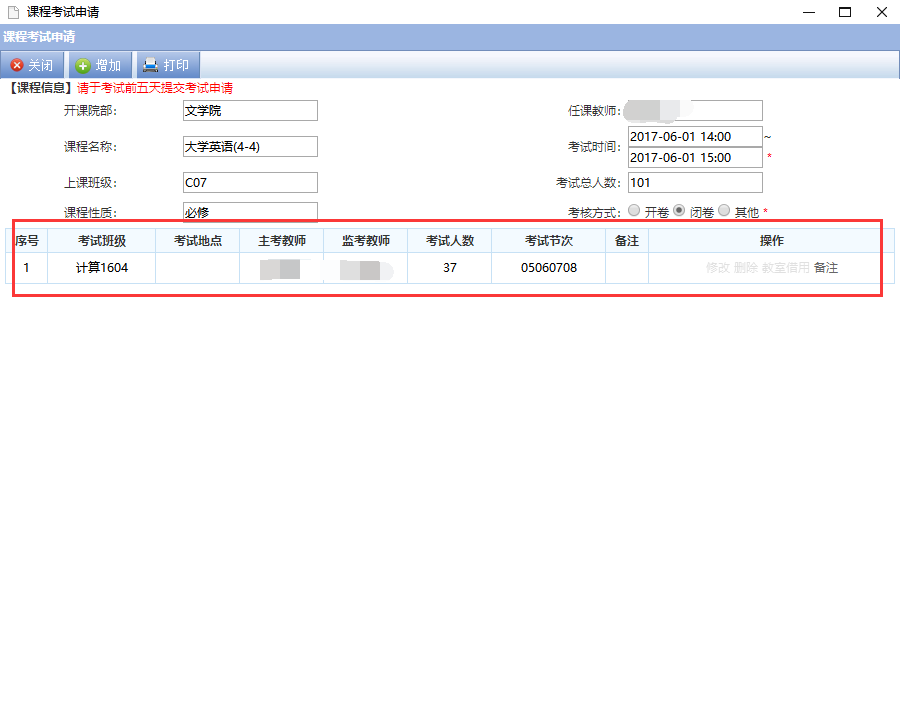 课程考试申请
课程考试申请
关闭 增加 打印
【课程信息】请于考试前五天提交考试申请
开课院部: 文学院 任课教师:
课程名称: 大学英语(4-4) 考试时间: 2017-06-01 14:00 ~
2017-06-01 15:00 *
上课班级: C07 考试总人数: 101
课程性质: 必修 考核方式: 开卷 闭卷 其他 *
序号 考试班级 考试地点 主考教师 监考教师 考试人数 考试节次 备注 操作
1 计算1604 37 05060708 修改 删除 教室借用 备注